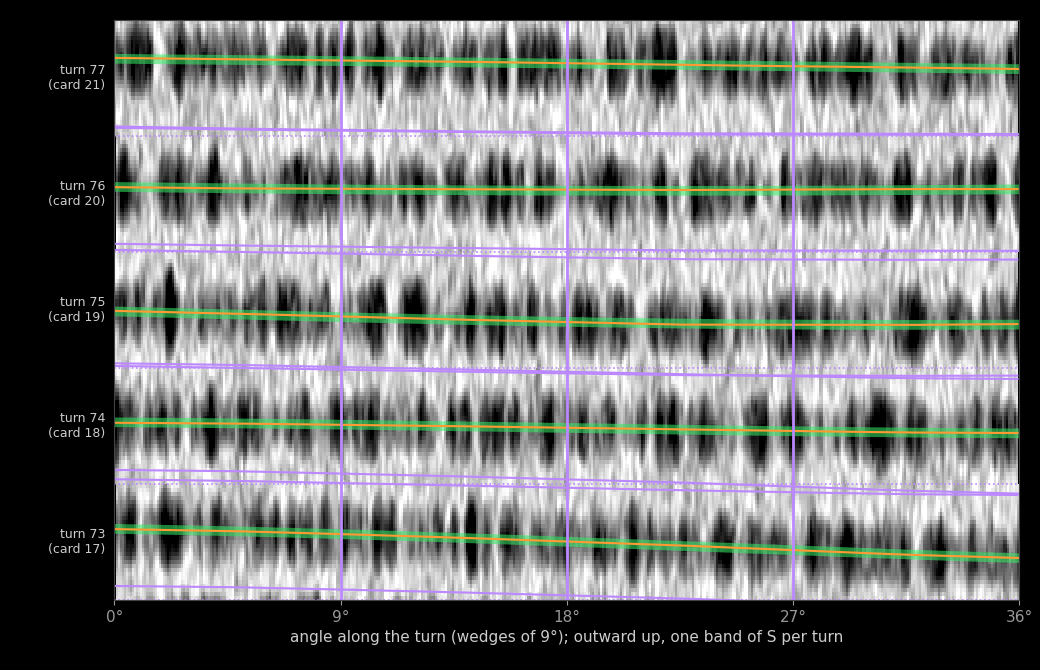 turn 77
(card 21)
turn 76
(card 20)
turn 75
(card 19)
turn 74
(card 18)
turn 73
(card 17)
0° 9° 18° 27° 36°
angle along the turn (wedges of 9°); outward up, one band of S per turn